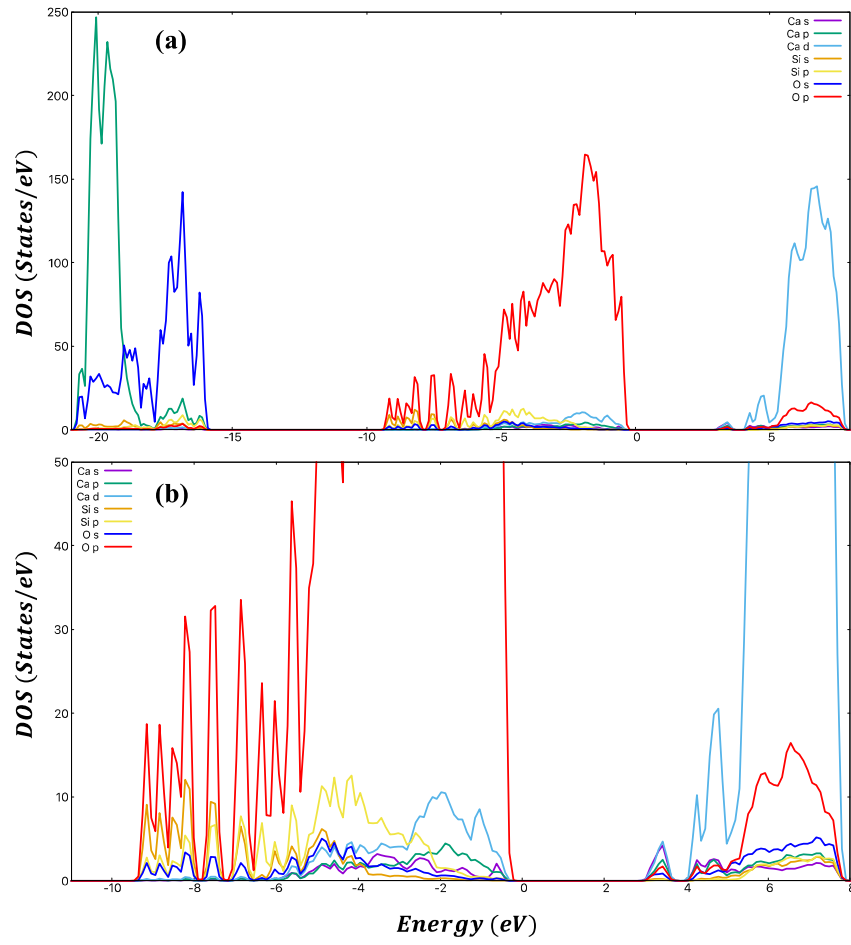 250
(a)
Ca s
Ca p
Ca d
Si s
Si p
O s
O p
200
150
100
50
0
DOS (States/eV)
-20
-15
-10
-5
0
5
50
(b)
Ca s
Ca p
Ca d
Si s
Si p
O s
O p
40
30
20
10
0
DOS (States/eV)
-10
-8
-6
-4
-2
0
2
4
6
8
Energy (eV)